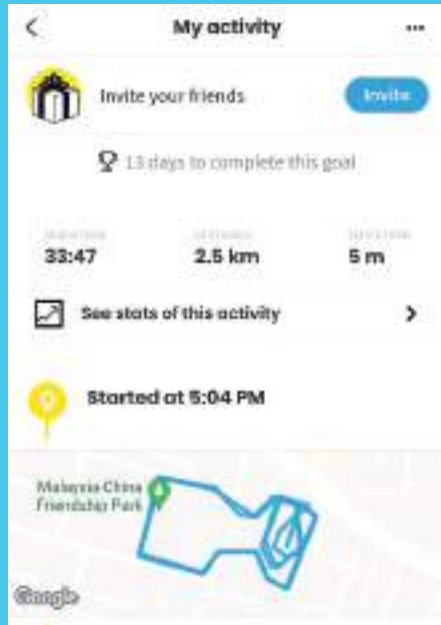 My activity
Invite your friends
Invite
13 days to complete this goal
33:47
2.5 km
5 m
See stats of this activity
Started at 5:04 PM
Malaysia-China
Friendship Park
Google